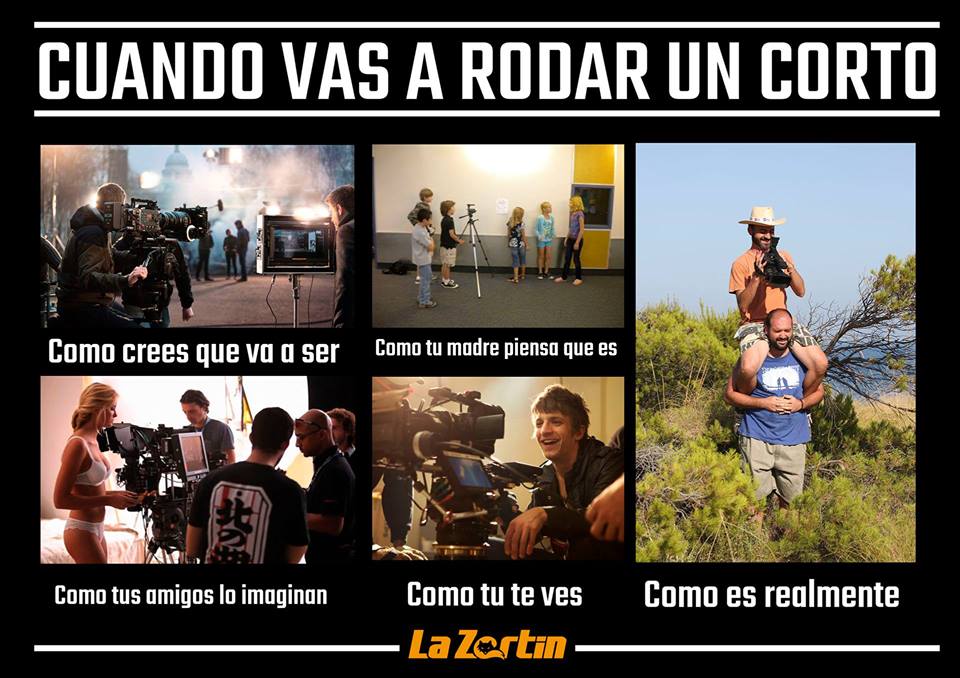 CUANDO VAS A RODAR UN CORTO
Como crees que va a ser
Como tu madre piensa que es
Como tus amigos lo imaginan
Como tu te ves
Como es realmente
La Zortin